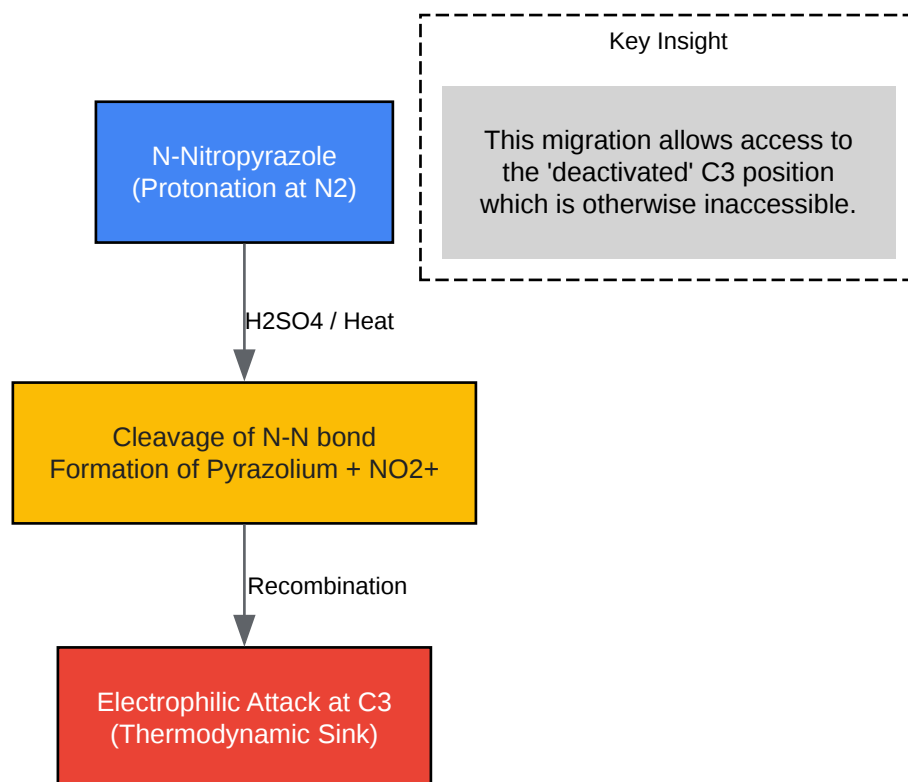 Key Insight
This migration allows access to
the 'deactivated' C3 position
which is otherwise inaccessible.
N-Nitropyrazole
(Protonation at N2)
H2SO4 / Heat
Cleavage of N-N bond
Formation of Pyrazolium + NO2+
Recombination
Electrophilic Attack at C3
(Thermodynamic Sink)